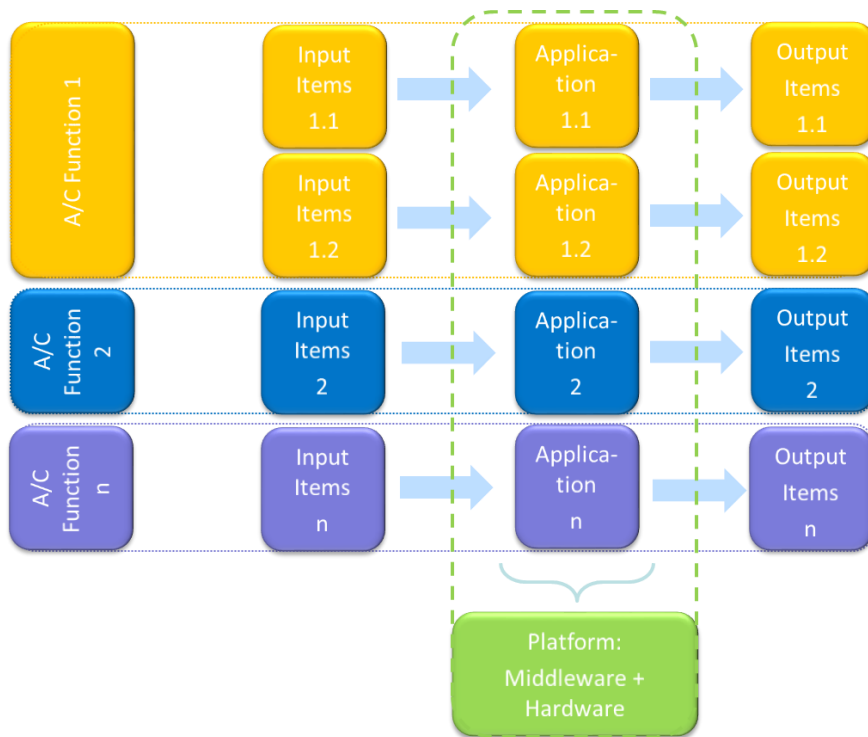 A/C Function 1
Input
Items
1.1
Applica-
tion
1.1
Output
Items
1.1
Input
Items
1.2
Applica-
tion
1.2
Output
Items
1.2
A/C
Function
2
Input
Items
2
Applica-
tion
2
Output
Items
2
A/C
Function
n
Input
Items
n
Applica-
tion
n
Output
Items
n
Platform:
Middleware +
Hardware